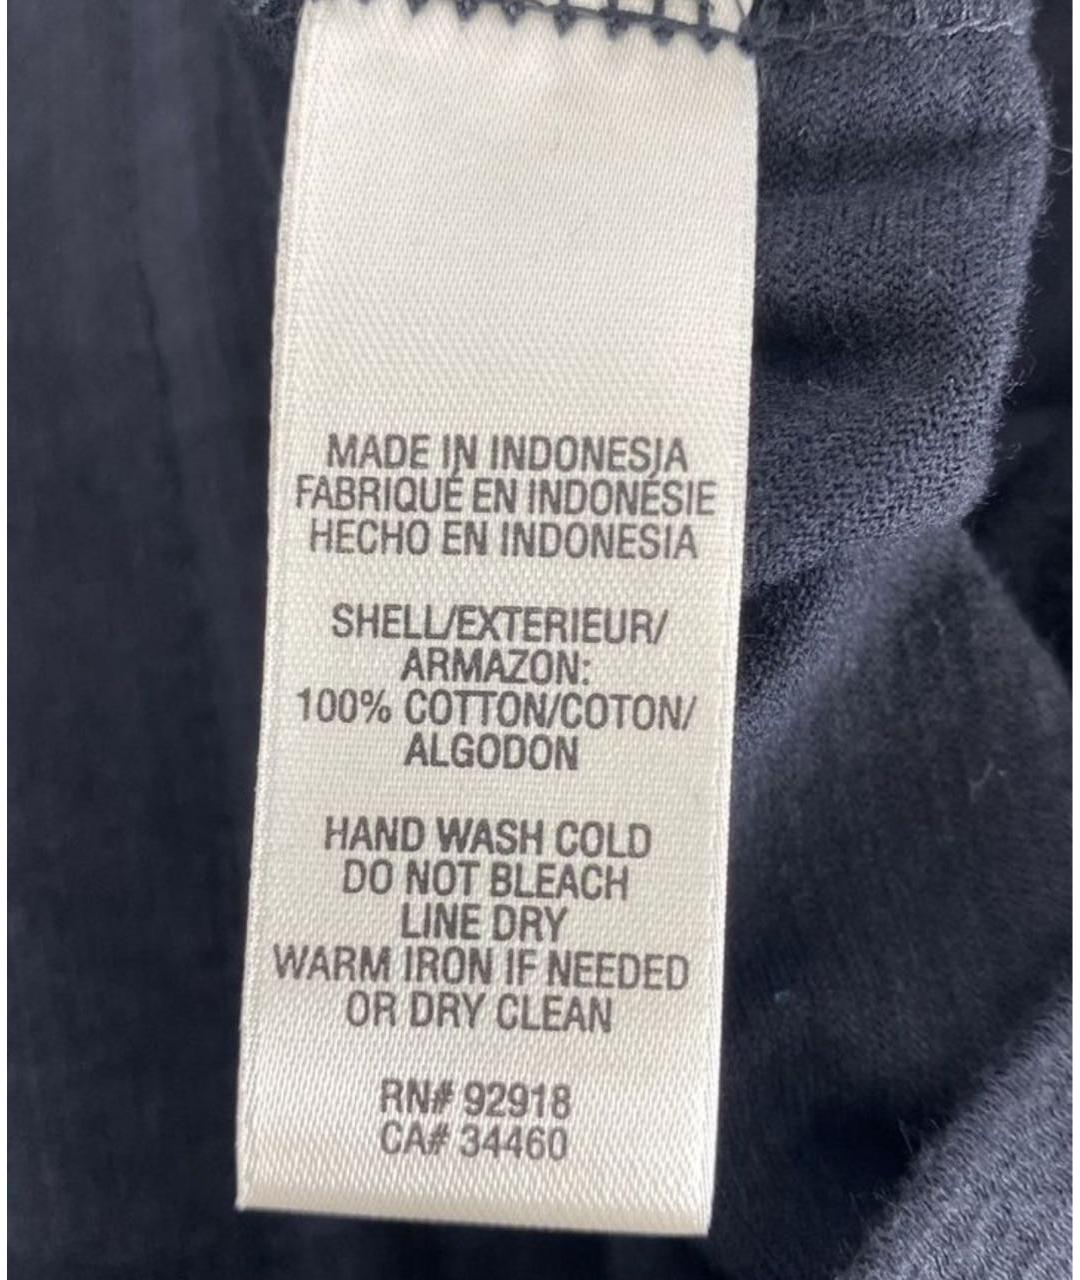 MADE IN INDONESIA
FABRIQUÉ EN INDONÉSIE
HECHO EN INDONESIA
SHELL/EXTERIEUR/
ARMAZON:
100% COTTON/COTON/
ALGODON
HAND WASH COLD
DO NOT BLEACH
LINE DRY
WARM IRON IF NEEDED
OR DRY CLEAN
RN# 92918
CA# 34460